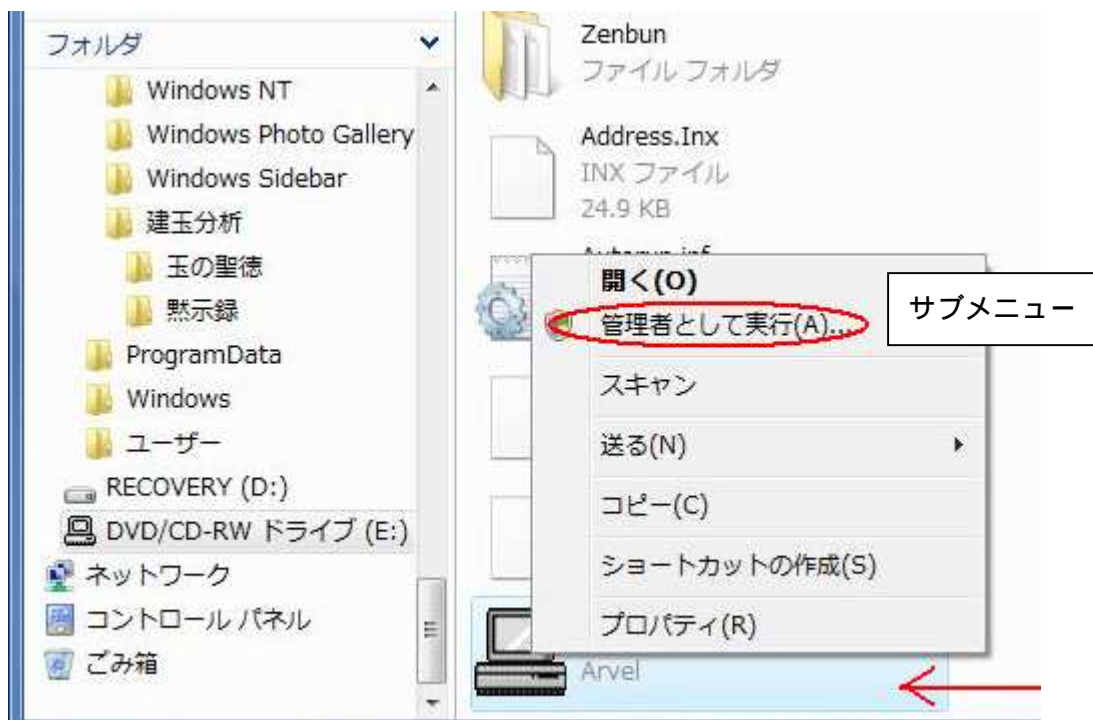 フォルダ
Windows NT
Windows Photo Gallery
Windows Sidebar
建玉分析
玉の聖徳
黙示録
ProgramData
Windows
ユーザー
RECOVERY (D:)
DVD/CD-RW ドライブ (E:)
ネットワーク
コントロール パネル
ごみ箱
Zenbun
ファイル フォルダ
Address.Inx
INX ファイル
24.9 KB
Autorun.inf
開く(O)
管理者として実行(A)...
スキャン
送る(N)
コピー(C)
ショートカットの作成(S)
プロパティ(R)
サブメニュー
Arvel